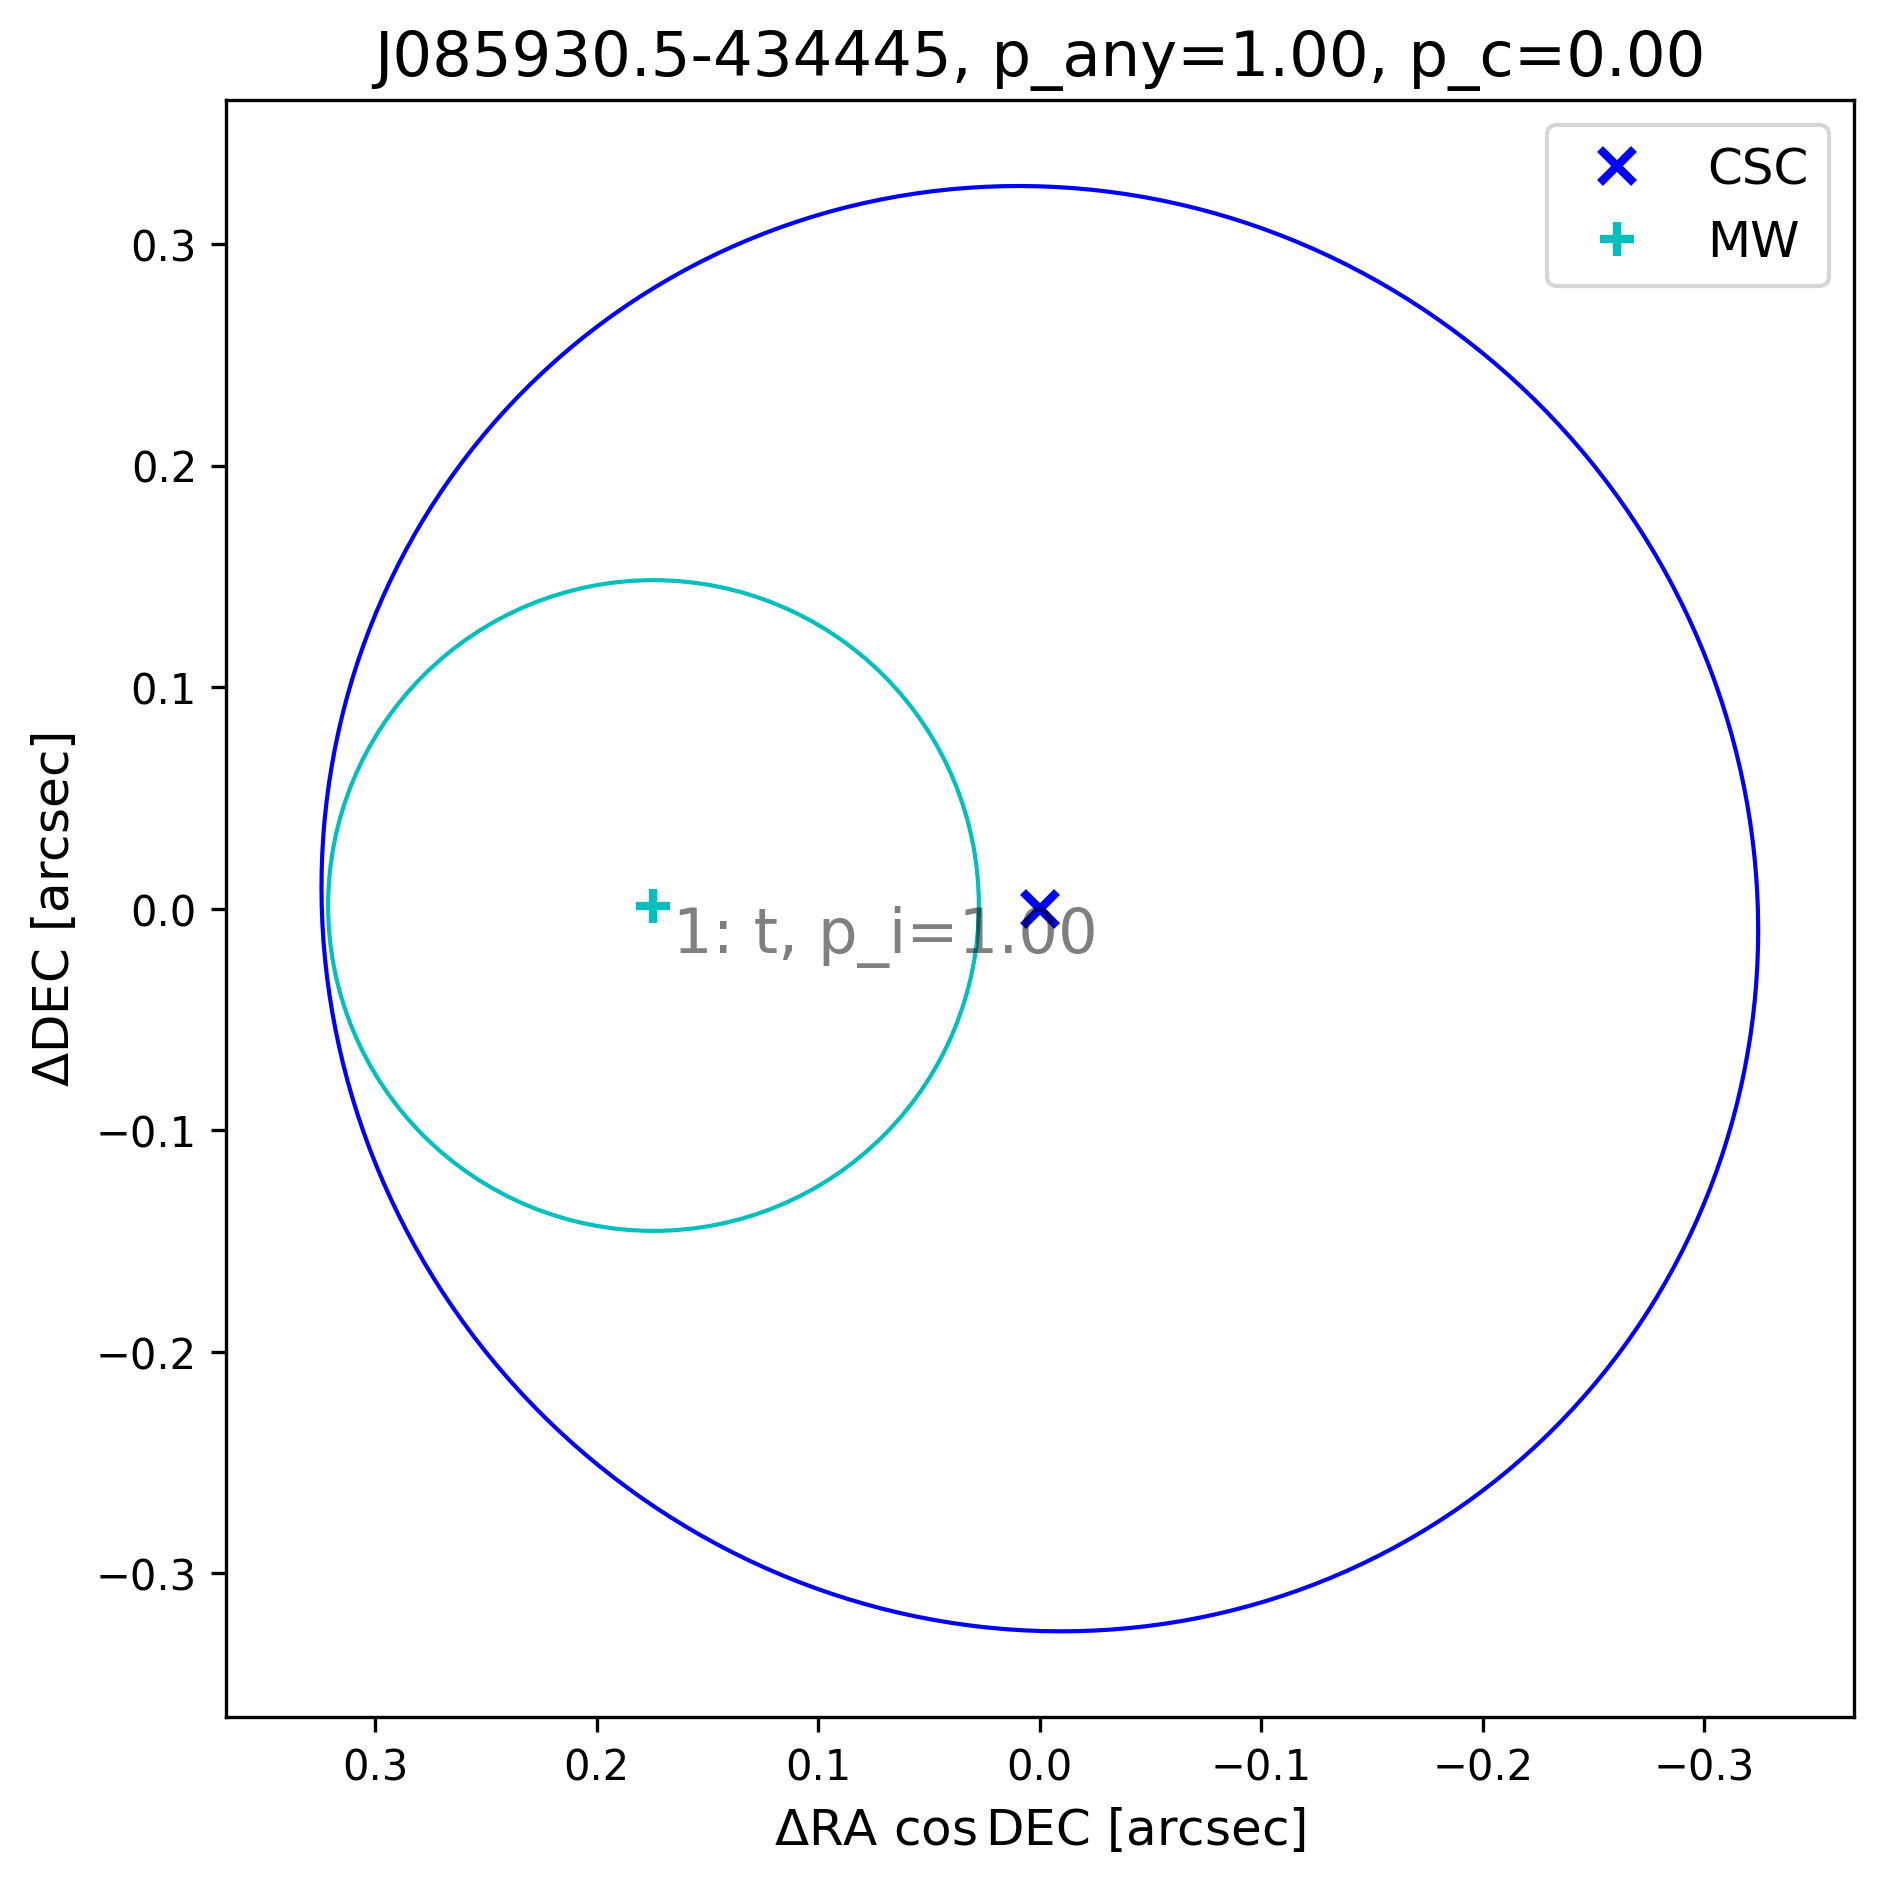 J085930.5-434445, p_any=1.00, p_c=0.00
CSC
MW
0.3
0.2
0.1
0.0
−0.1
−0.2
−0.3
ΔDEC [arcsec]
1: t, p_i=1.00
0.3
0.2
0.1
0.0
−0.1
−0.2
−0.3
ΔRA cos DEC [arcsec]